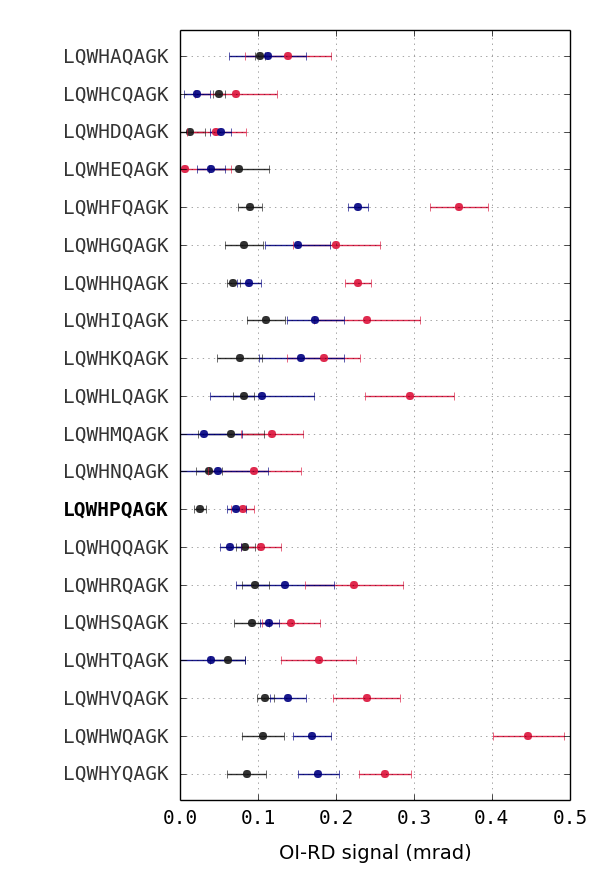 LQWHAQAGK
LQWHCQAGK
LQWHDQAGK
LQWHEQAGK
LQWHFQAGK
LQWHGQAGK
LQWHHQAGK
LQWHIQAGK
LQWHKQAGK
LQWHLQAGK
LQWHMQAGK
LQWHNQAGK
LQWHPQAGK
LQWHQQAGK
LQWHRQAGK
LQWHSQAGK
LQWHTQAGK
LQWHVQAGK
LQWHWQAGK
LQWHYQAGK
0.0 0.1 0.2 0.3 0.4 0.5
OI-RD signal (mrad)